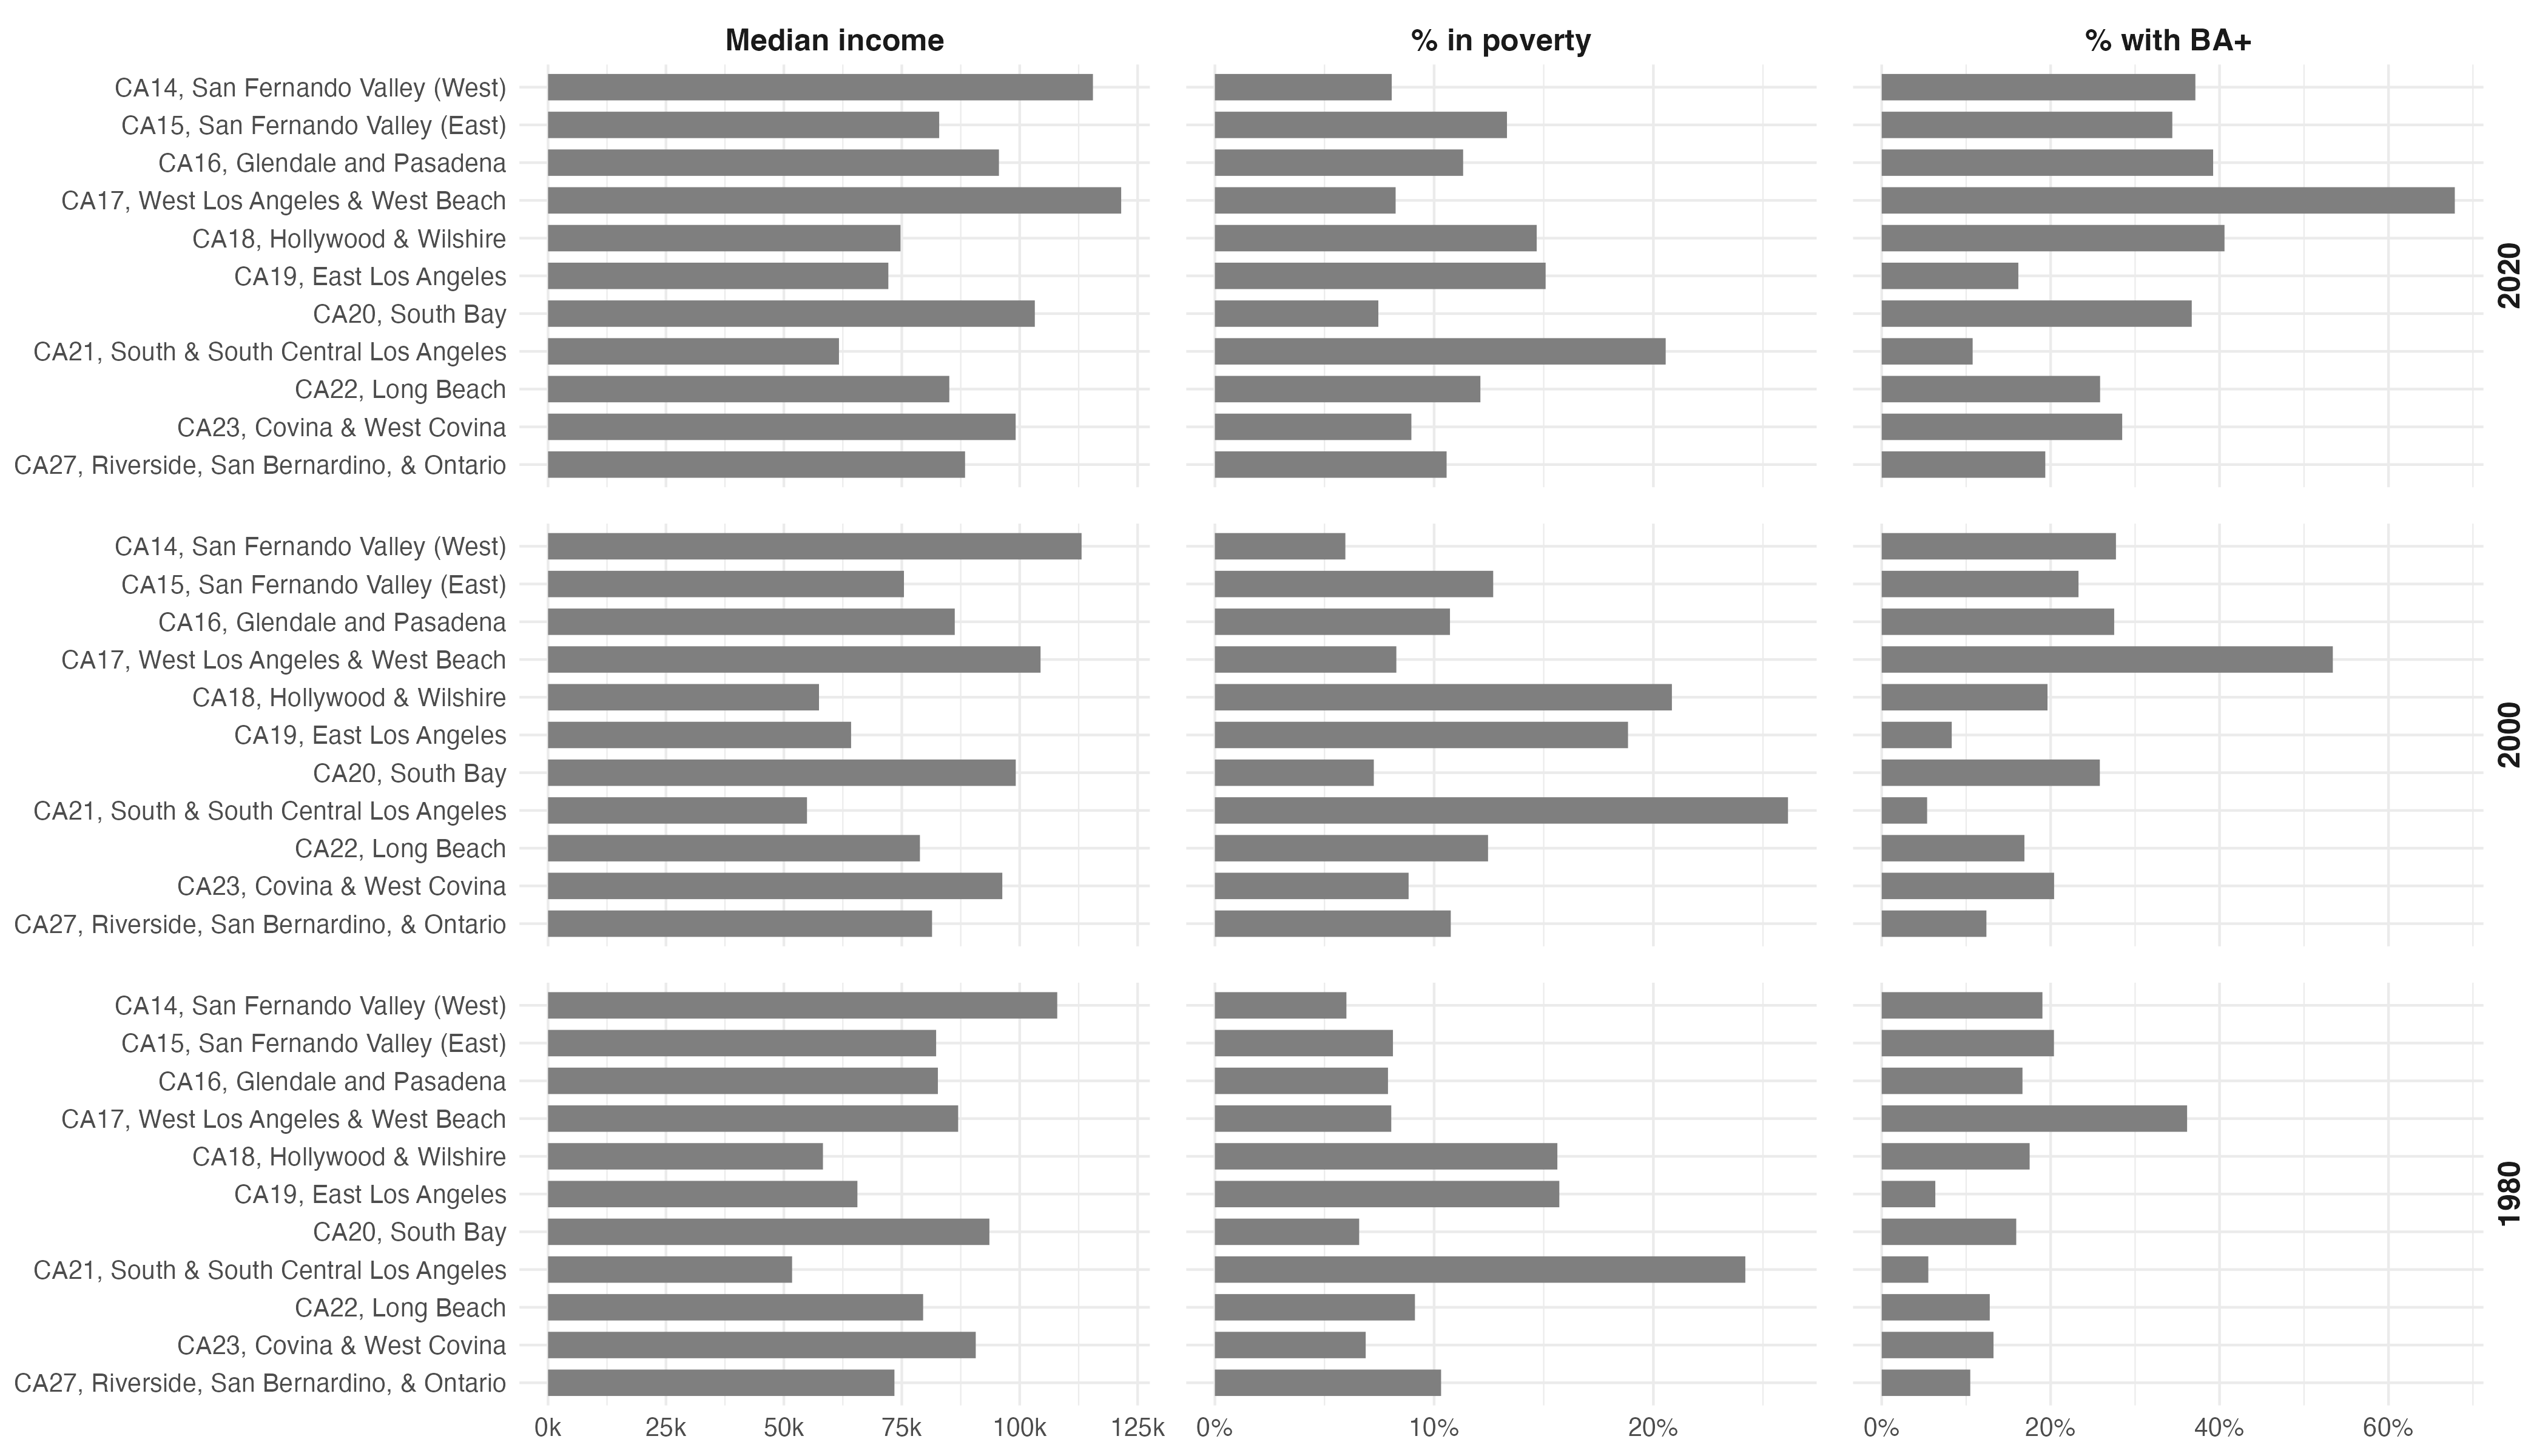 Median income % in poverty % with BA+
CA14, San Fernando Valley (West)
CA15, San Fernando Valley (East)
CA16, Glendale and Pasadena
CA17, West Los Angeles & West Beach
CA18, Hollywood & Wilshire
CA19, East Los Angeles
CA20, South Bay
CA21, South & South Central Los Angeles
CA22, Long Beach
CA23, Covina & West Covina
CA27, Riverside, San Bernardino, & Ontario
2020
CA14, San Fernando Valley (West)
CA15, San Fernando Valley (East)
CA16, Glendale and Pasadena
CA17, West Los Angeles & West Beach
CA18, Hollywood & Wilshire
CA19, East Los Angeles
CA20, South Bay
CA21, South & South Central Los Angeles
CA22, Long Beach
CA23, Covina & West Covina
CA27, Riverside, San Bernardino, & Ontario
2000
CA14, San Fernando Valley (West)
CA15, San Fernando Valley (East)
CA16, Glendale and Pasadena
CA17, West Los Angeles & West Beach
CA18, Hollywood & Wilshire
CA19, East Los Angeles
CA20, South Bay
CA21, South & South Central Los Angeles
CA22, Long Beach
CA23, Covina & West Covina
CA27, Riverside, San Bernardino, & Ontario
1980
0k 25k 50k 75k 100k 125k 0% 10% 20% 0% 20% 40% 60%